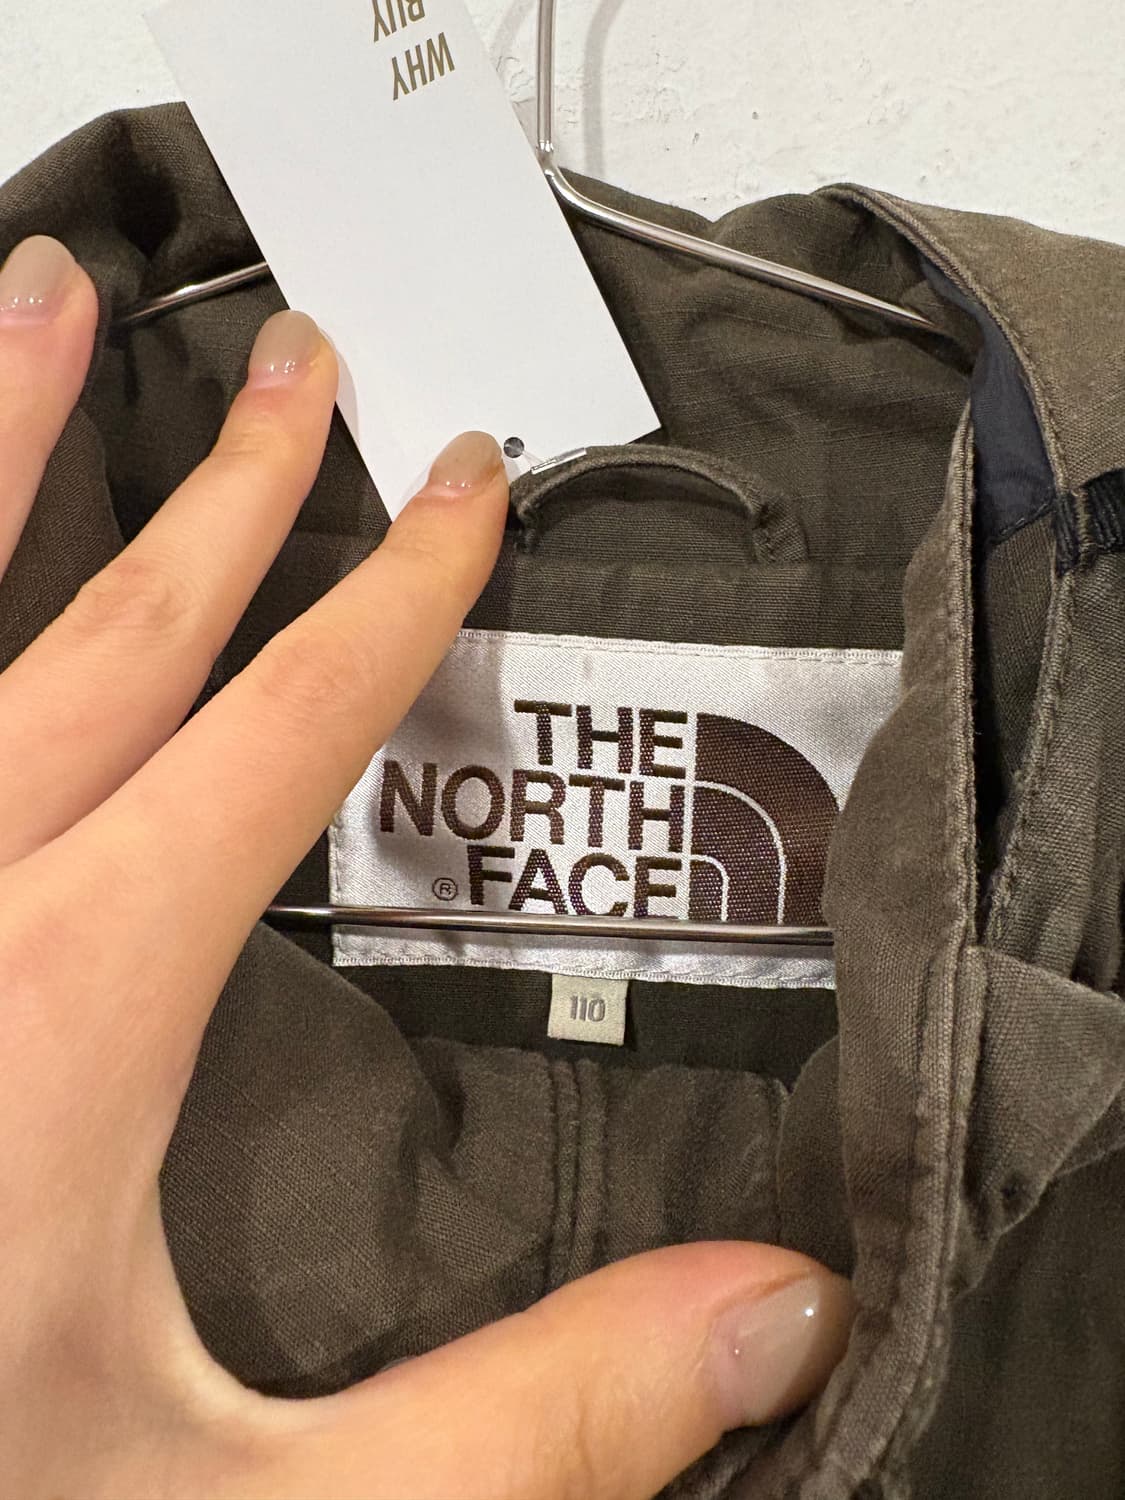 WHY
BUY
THE
NORTH
® FACE
110